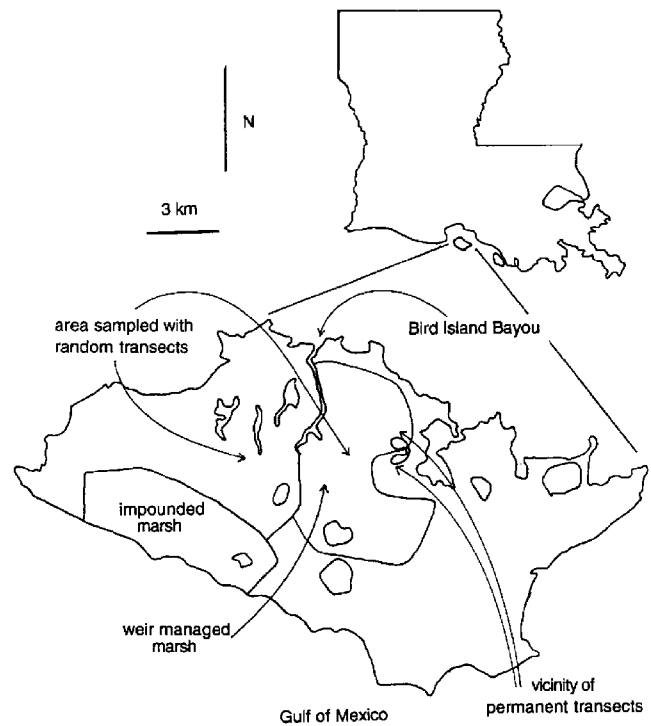 N
3 km
area sampled with
random transects
Bird Island Bayou
impounded
marsh
weir managed
marsh
vicinity of
permanent transects
Gulf of Mexico